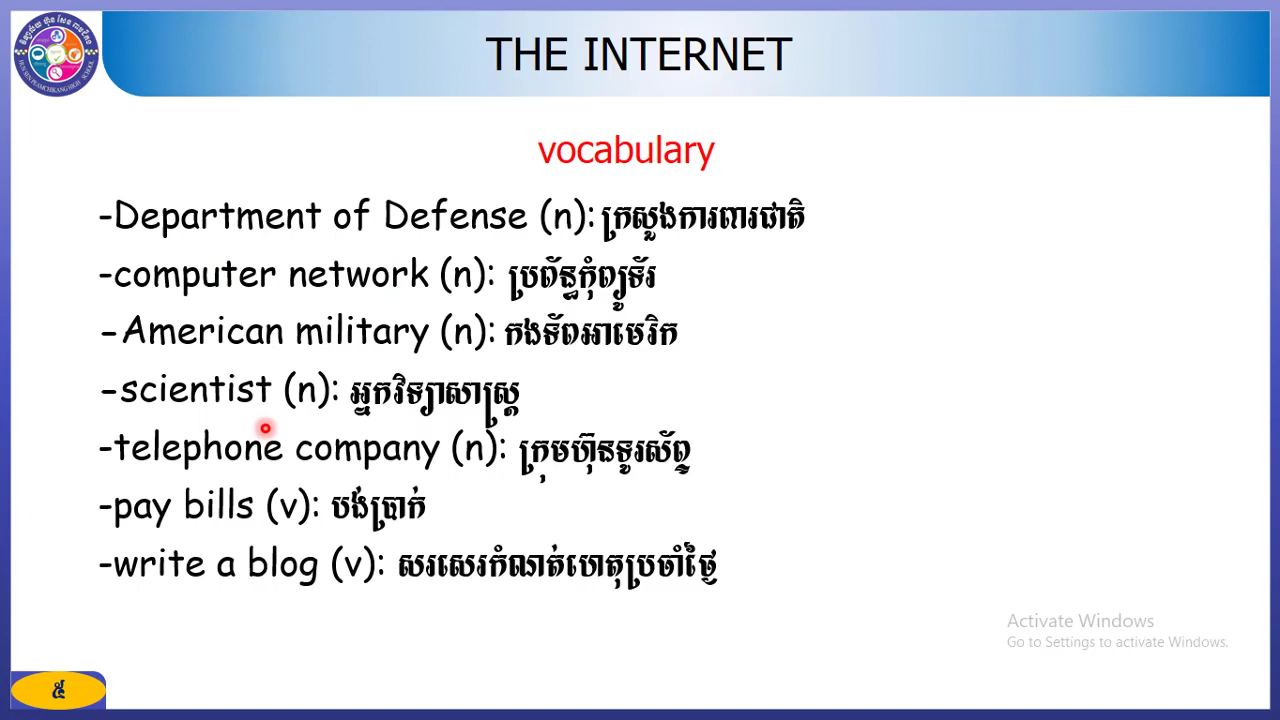 THE INTERNET
vocabulary
-Department of Defense (n): ក្រសួងការពារជាតិ
-computer network (n): ប្រព័ន្ធកុំព្យូទ័រ
-American military (n): កងទ័ពអាមេរិក
-scientist (n): អ្នកវិទ្យាសាស្ត្រ
-telephone company (n): ក្រុមហ៊ុនទូរស័ព្ទ
-pay bills (v): បង់ប្រាក់
-write a blog (v): សរសេរកំណត់ហេតុប្រចាំថ្ងៃ
Activate Windows
Go to Settings to activate Windows.
៥